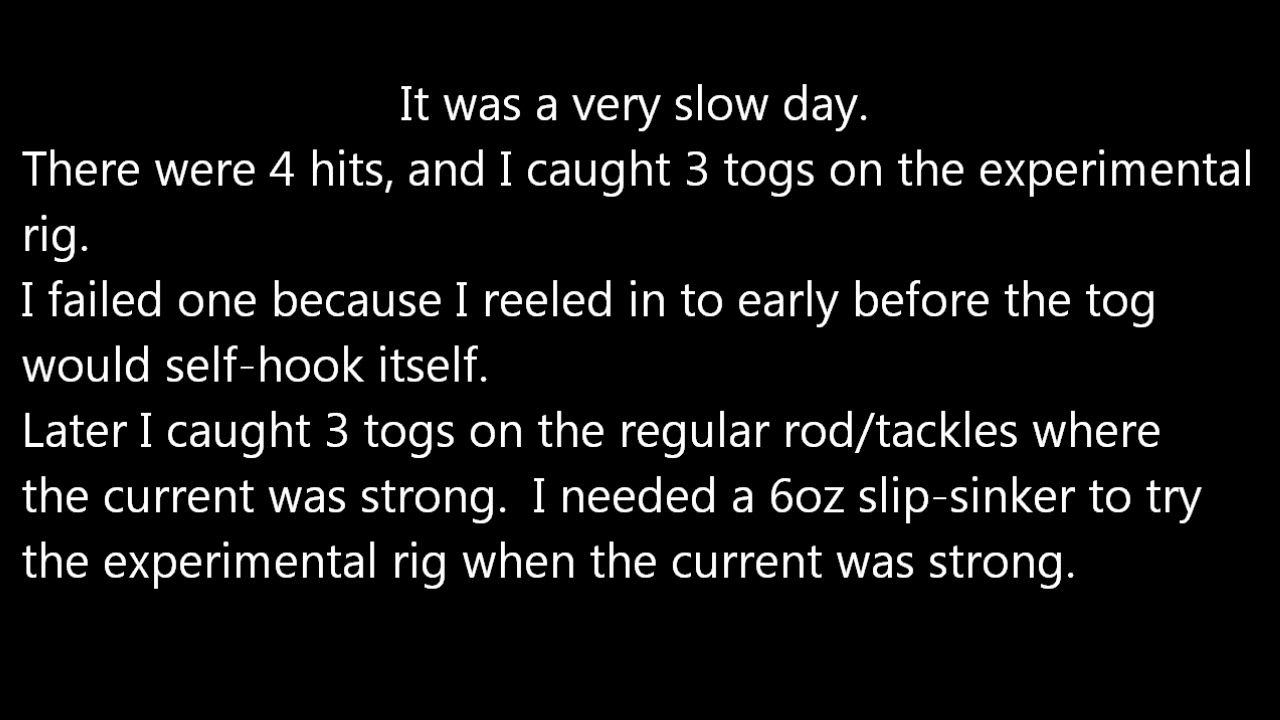 It was a very slow day.
There were 4 hits, and I caught 3 togs on the experimental
rig.
I failed one because I reeled in to early before the tog
would self-hook itself.
Later I caught 3 togs on the regular rod/tackles where
the current was strong.  I needed a 6oz slip-sinker to try
the experimental rig when the current was strong.